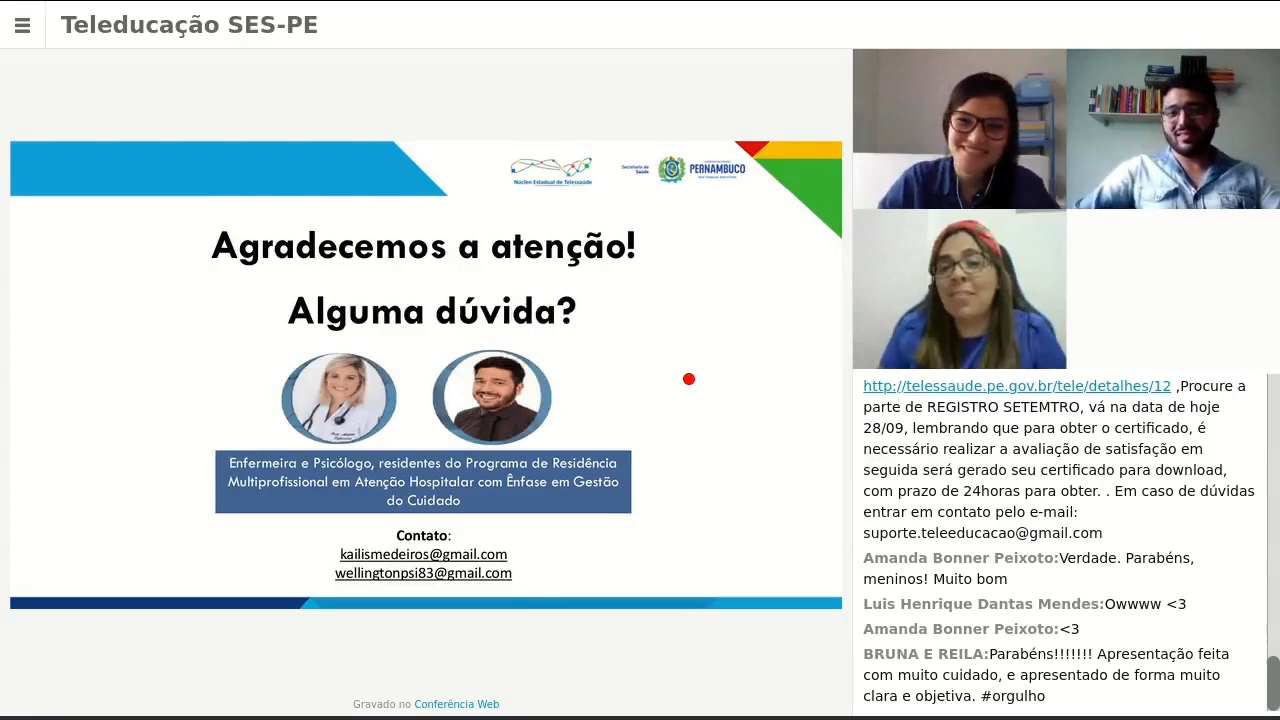 Teleducação SES-PE
Núcleo Estadual de Telessaúde
Secretaria de
Saúde
PERNAMBUCO
Agradecemos a atenção!
Alguma dúvida?
Enfermeira e Psicólogo, residentes do Programa de Residência
Multiprofissional em Atenção Hospitalar com Ênfase em Gestão
do Cuidado
Contato:
kailismedeiros@gmail.com
wellingtonpsi83@gmail.com
Gravado no Conferência Web
http://telessaude.pe.gov.br/tele/detalhes/12 ,Procure a
parte de REGISTRO SETEMTRO, vá na data de hoje
28/09, lembrando que para obter o certificado, é
necessário realizar a avaliação de satisfação em
seguida será gerado seu certificado para download,
com prazo de 24horas para obter. . Em caso de dúvidas
entrar em contato pelo e-mail:
suporte.teleeducacao@gmail.com
Amanda Bonner Peixoto:Verdade. Parabéns,
meninos! Muito bom
Luis Henrique Dantas Mendes:Owwww <3
Amanda Bonner Peixoto:<3
BRUNA E REILA:Parabéns!!!!!!! Apresentação feita
com muito cuidado, e apresentado de forma muito
clara e objetiva. #orgulho